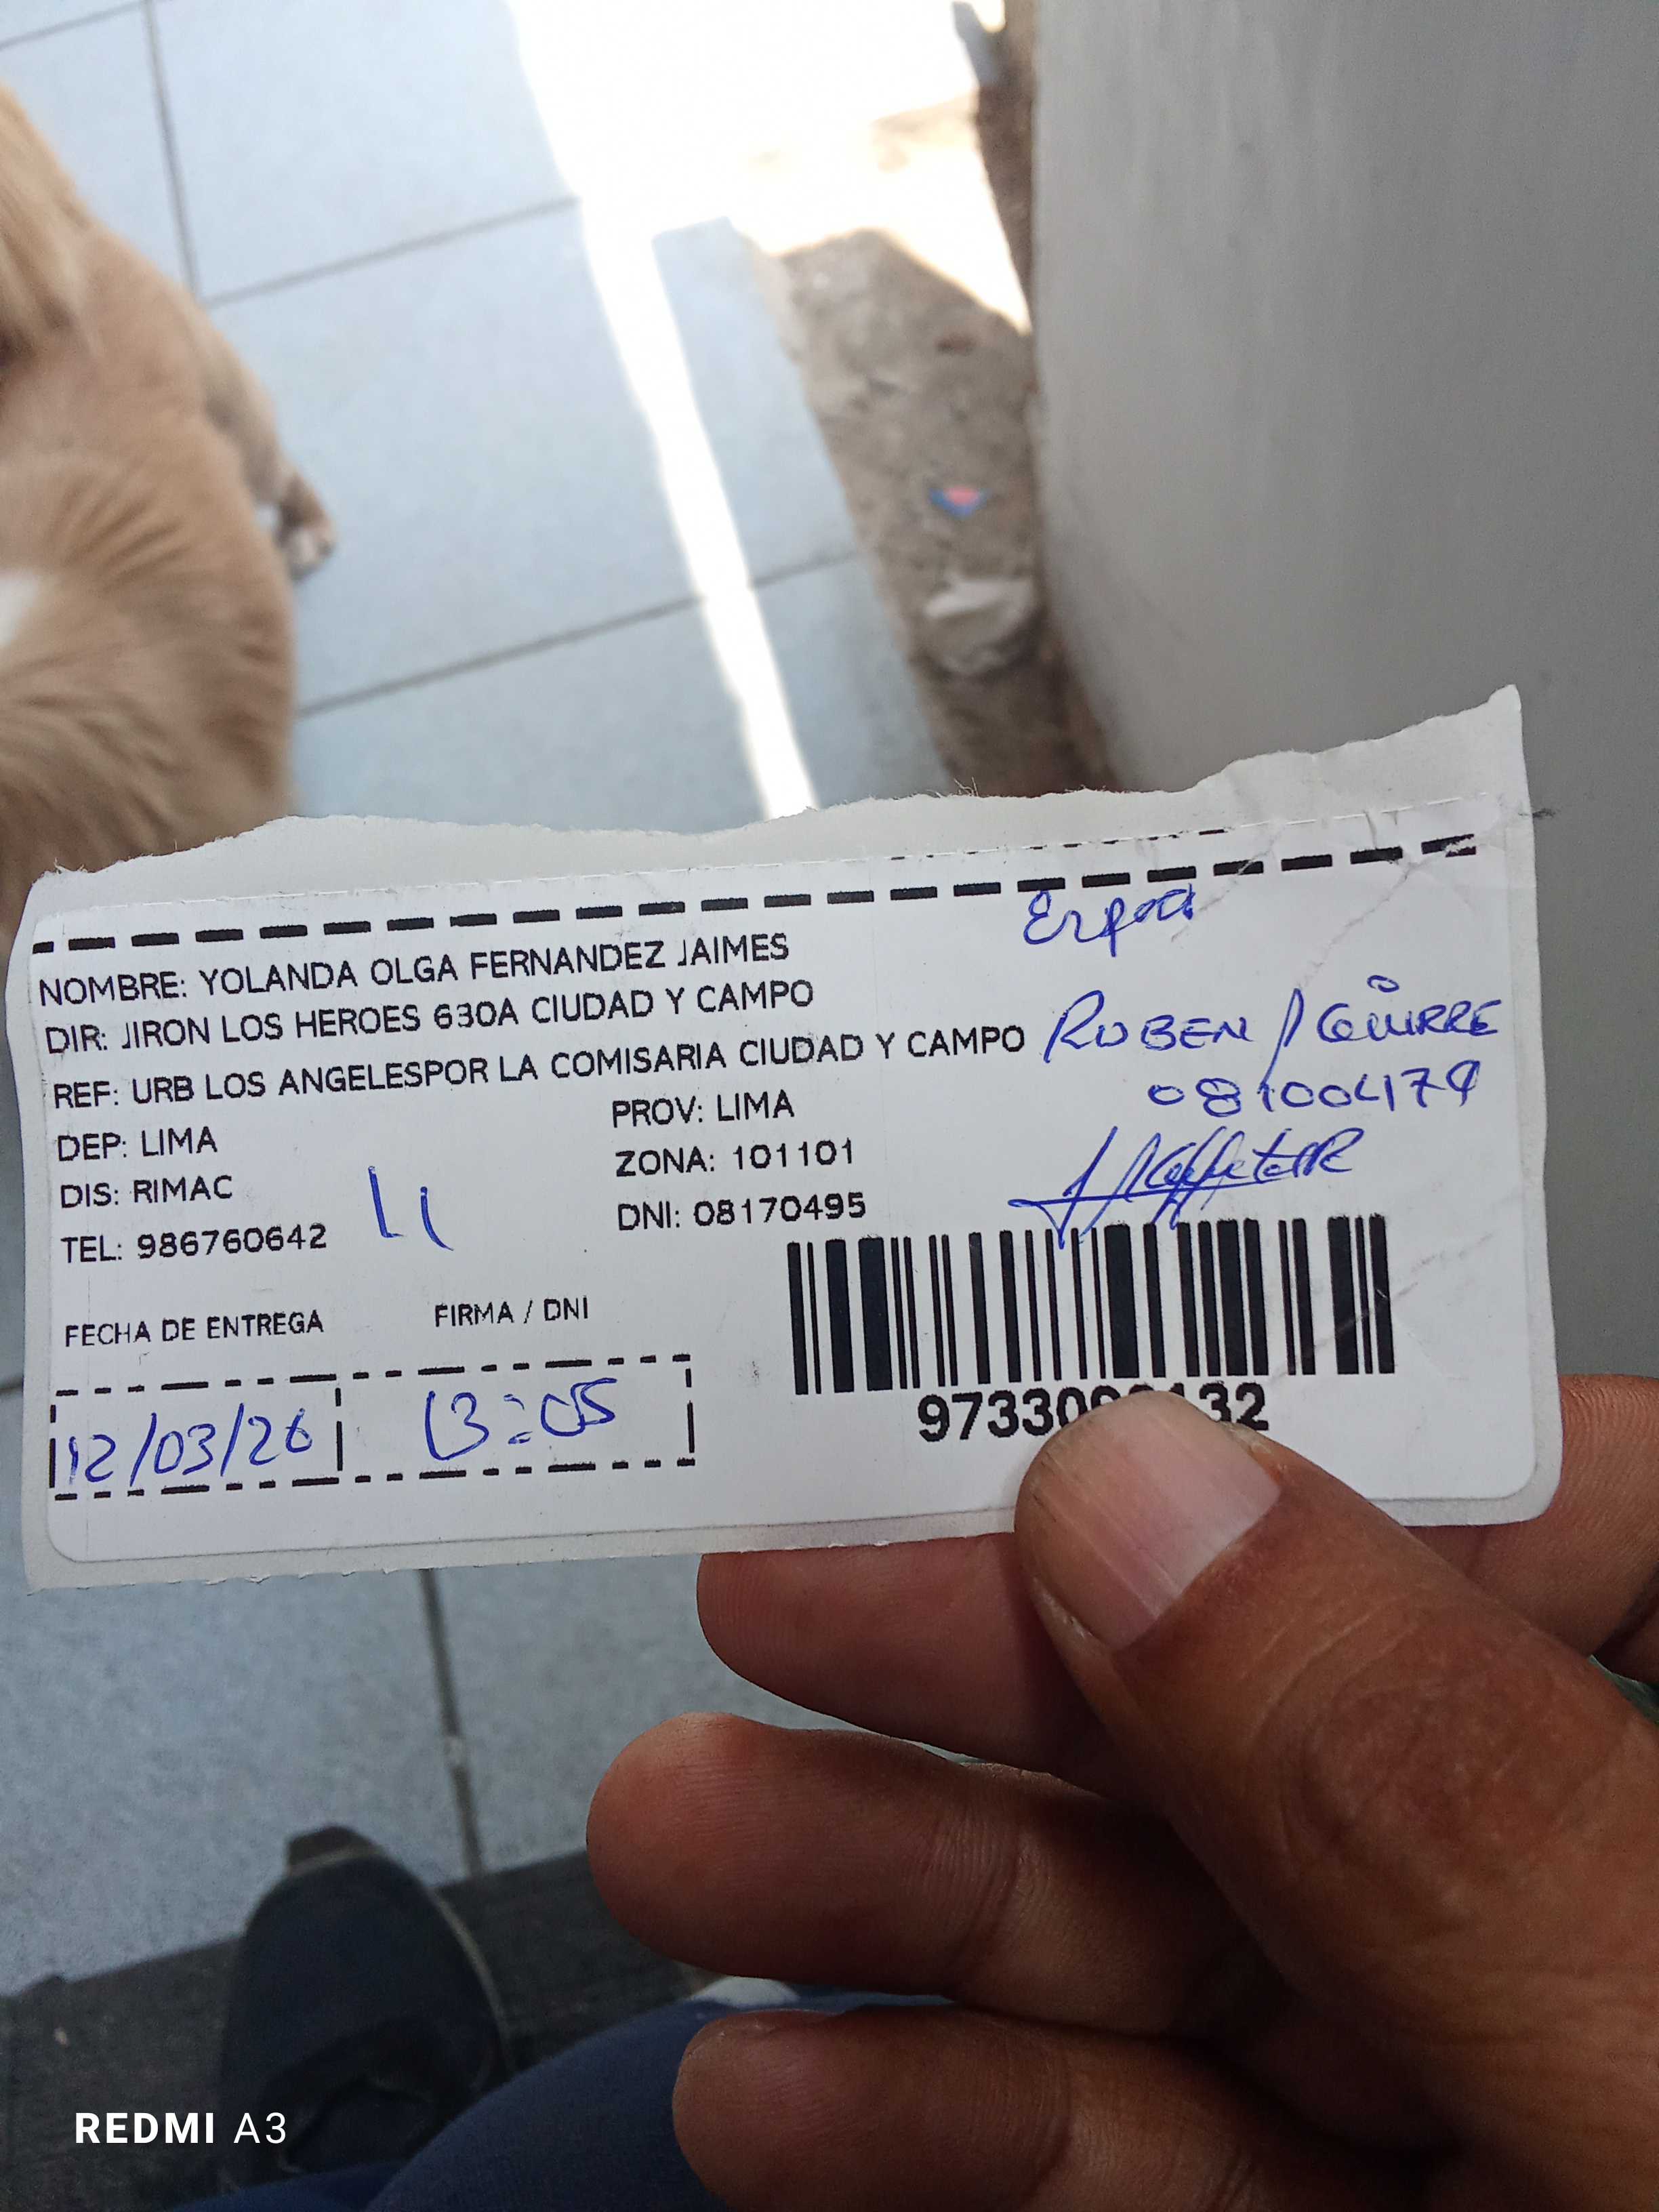 NOMBRE: YOLANDA OLGA FERNANDEZ JAIMES
DIR: JIRON LOS HEROES 630A CIUDAD Y CAMPO
REF: URB LOS ANGELESPOR LA COMISARIA CIUDAD Y CAMPO
RUBEN AGUIRRE
DEP: LIMA
PROV: LIMA
DIS: RIMAC
ZONA: 101101
TEL: 986760642
DNI: 08170495
FECHA DE ENTREGA
FIRMA / DNI
12/03/26
13:05
REDMI A3